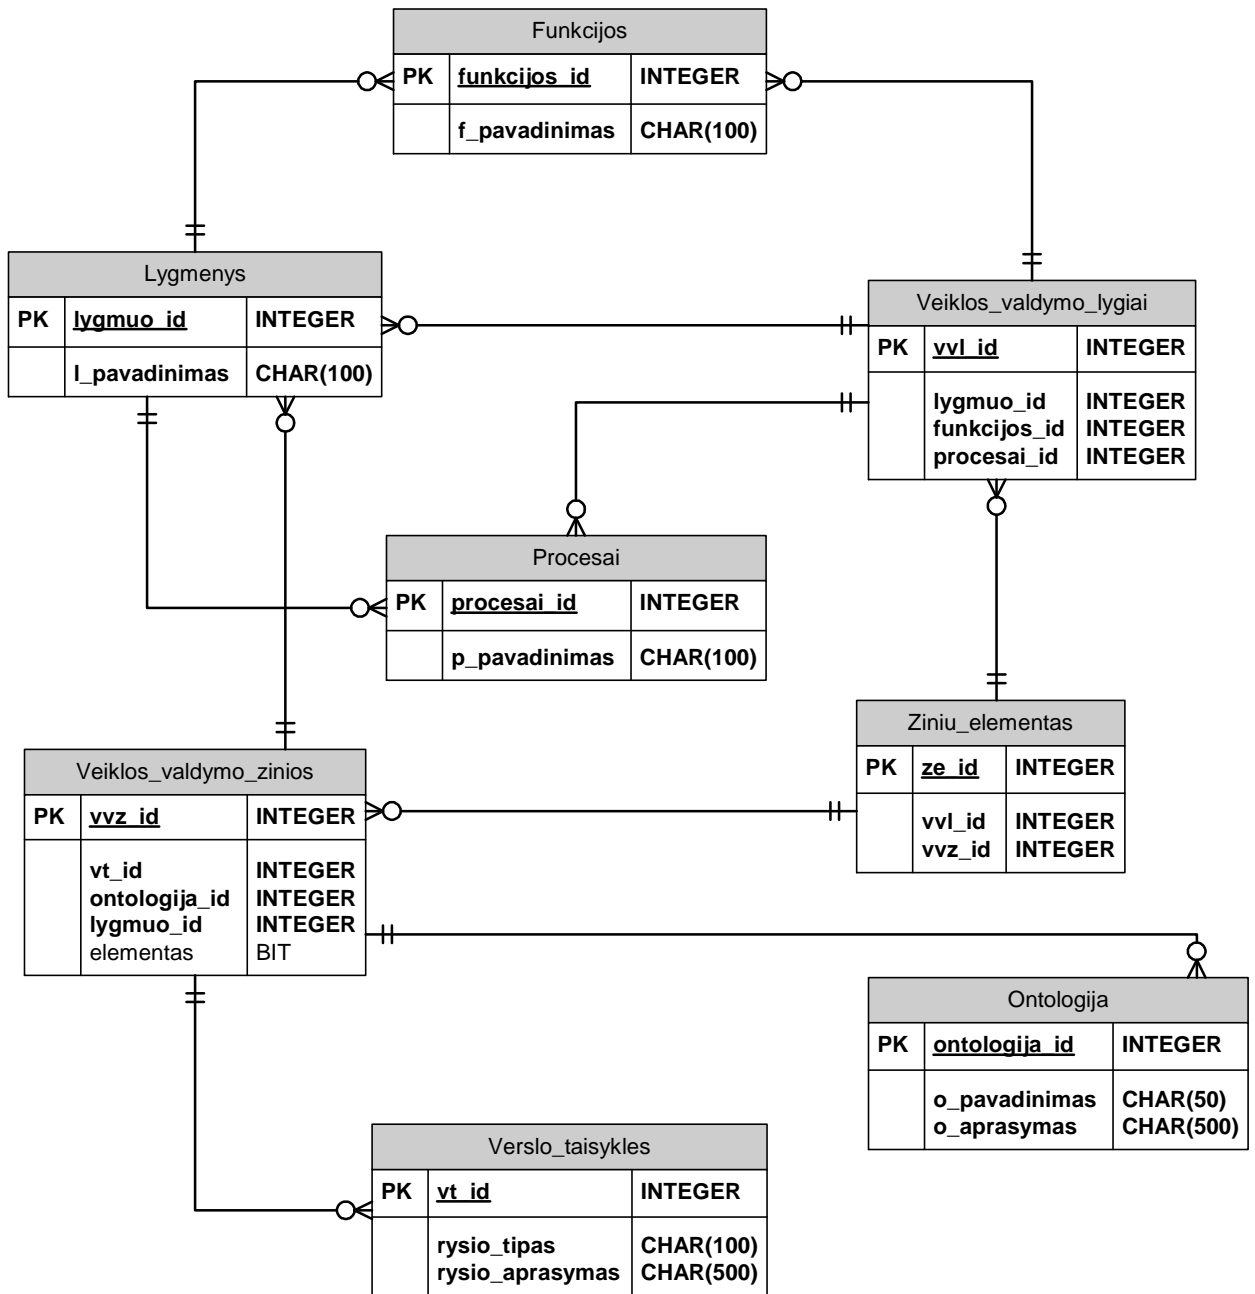 Funkcijos
PK funkcijos_id INTEGER
f_pavadinimas CHAR(100)
Lygmenys
PK lygmuo_id INTEGER
l_pavadinimas CHAR(100)
Veiklos_valdymo_lygiai
PK vvl_id INTEGER
lygmuo_id INTEGER
funkcijos_id INTEGER
procesai_id INTEGER
Procesai
PK procesai_id INTEGER
p_pavadinimas CHAR(100)
Ziniu_elementas
PK ze_id INTEGER
vvl_id INTEGER
vvz_id INTEGER
Veiklos_valdymo_zinios
PK vvz_id INTEGER
vt_id INTEGER
ontologija_id INTEGER
lygmuo_id INTEGER
elementas BIT
Ontologija
PK ontologija_id INTEGER
o_pavadinimas CHAR(50)
o_aprasymas CHAR(500)
Verslo_taisykles
PK vt_id INTEGER
rysio_tipas CHAR(100)
rysio_aprasymas CHAR(500)